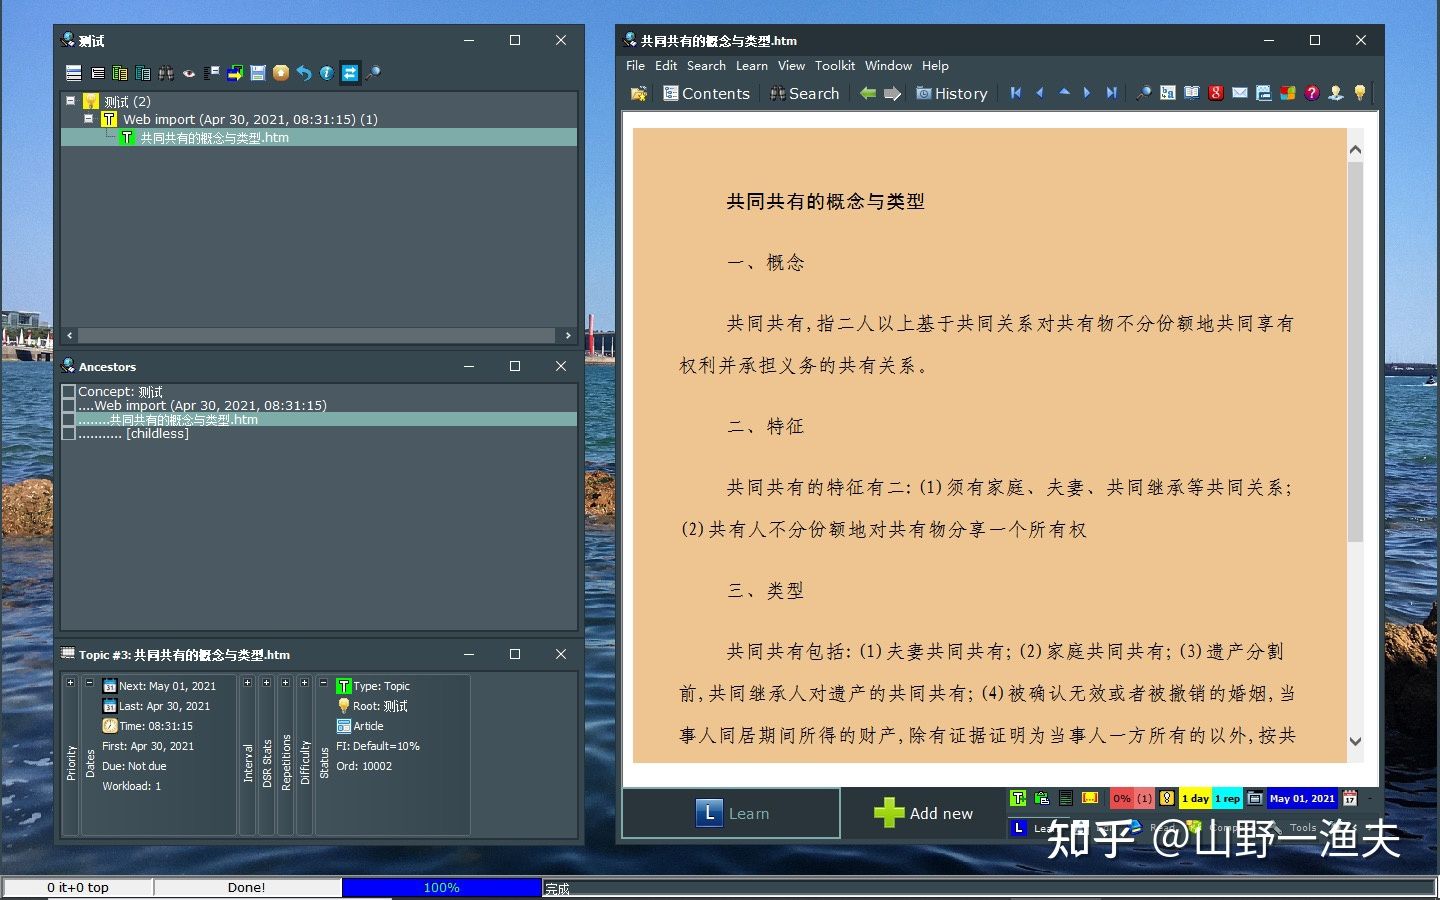 测试
测试 (2)
Web import (Apr 30, 2021, 08:31:15) (1)
共同共有的概念与类型.htm
Ancestors
Concept: 测试
....Web import (Apr 30, 2021, 08:31:15)
........共同共有的概念与类型.htm
........... [childless]
Topic #3: 共同共有的概念与类型.htm
Priority
Dates
Next: May 01, 2021
Last: Apr 30, 2021
Time: 08:31:15
First: Apr 30, 2021
Due: Not due
Workload: 1
Interval
DSR Stats
Repetitions
Difficulty
Status
Type: Topic
Root: 测试
Article
FI: Default=10%
Ord: 10002
共同共有的概念与类型.htm
File Edit Search Learn View Toolkit Window Help
Contents Search History
共同共有的概念与类型
一、概念
共同共有,指二人以上基于共同关系对共有物不分份额地共同享有
权利并承担义务的共有关系。
二、特征
共同共有的特征有二: (1)须有家庭、夫妻、共同继承等共同关系;
(2)共有人不分份额地对共有物分享一个所有权
三、类型
共同共有包括: (1)夫妻共同共有; (2)家庭共同共有; (3)遗产分割
前,共同继承人对遗产的共同共有; (4)被确认无效或者被撤销的婚姻,当
事人同居期间所得的财产,除有证据证明为当事人一方所有的以外,按共
Learn
Add new
0% (1) 1 day 1 rep May 01, 2021
Tools
知乎 @山野一渔夫
0 it+0 top Done! 100% 完成